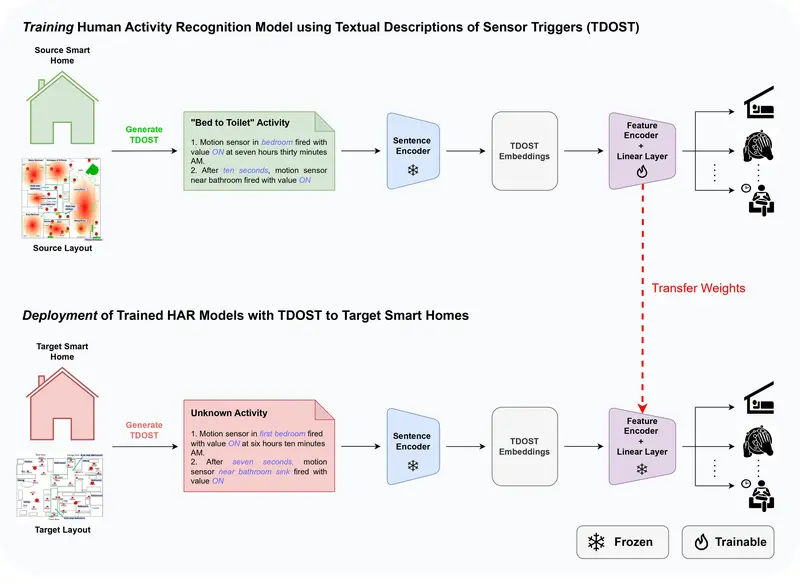 Training Human Activity Recognition Model using Textual Descriptions of Sensor Triggers (TDOST)
Source Smart
Home
Generate
TDOST
"Bed to Toilet" Activity
1. Motion sensor in bedroom fired with
value ON at seven hours thirty minutes
AM.
2. After ten seconds, motion sensor
near bathroom fired with value ON
Sentence
Encoder
TDOST
Embeddings
Feature
Encoder
+
Linear Layer
Source Layout
Transfer Weights
Deployment of Trained HAR Models with TDOST to Target Smart Homes
Target Smart
Home
Generate
TDOST
Unknown Activity
1. Motion sensor in first bedroom fired
with value ON at six hours ten minutes
AM.
2. After seven seconds, motion
sensor near bathroom sink fired with
value ON
Sentence
Encoder
TDOST
Embeddings
Feature
Encoder
+
Linear Layer
Target Layout
Frozen
Trainable